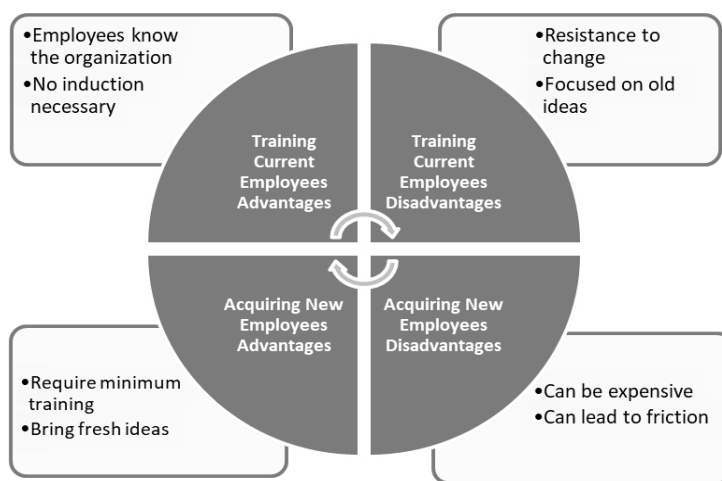 •Employees know
the organization
•No induction
necessary
•Resistance to
change
•Focused on old
ideas
Training
Current
Employees
Advantages
Training
Current
Employees
Disadvantages
Acquiring New
Employees
Advantages
Acquiring New
Employees
Disadvantages
•Require minimum
training
•Bring fresh ideas
•Can be expensive
•Can lead to friction